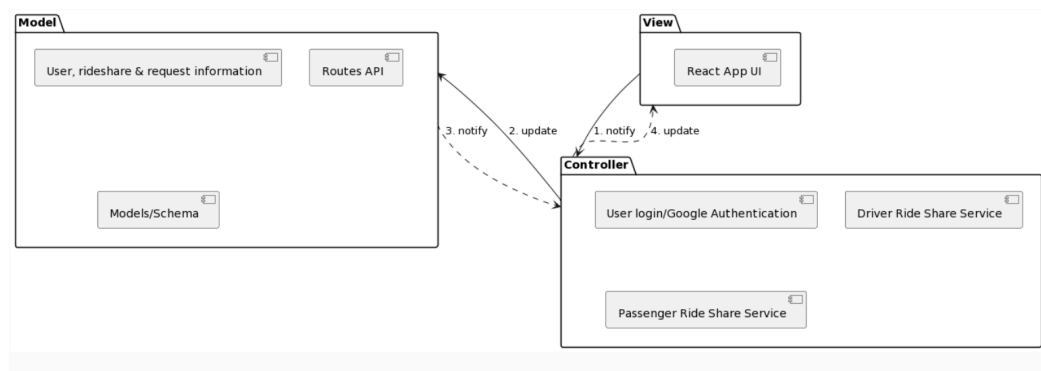 Model
User, rideshare & request information
Routes API
Models/Schema
View
React App UI
3. notify
2. update
1. notify
4. update
Controller
User login/Google Authentication
Driver Ride Share Service
Passenger Ride Share Service